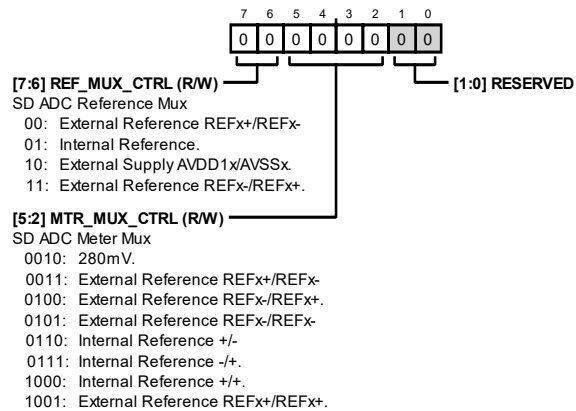 7 6 5 4 3 2 1 0
0 0 0 0 0 0 0 0
[7:6] REF_MUX_CTRL (R/W)
[1:0] RESERVED
SD ADC Reference Mux
00: External Reference REFx+/REFx-
01: Internal Reference.
10: External Supply AVDD1x/AVSSx.
11: External Reference REFx-/REFx+.
[5:2] MTR_MUX_CTRL (R/W)
SD ADC Meter Mux
0010: 280mV.
0011: External Reference REFx+/REFx-
0100: External Reference REFx-/REFx+.
0101: External Reference REFx-/REFx-
0110: Internal Reference +/-
0111: Internal Reference -/+.
1000: Internal Reference +/+.
1001: External Reference REFx+/REFx+.